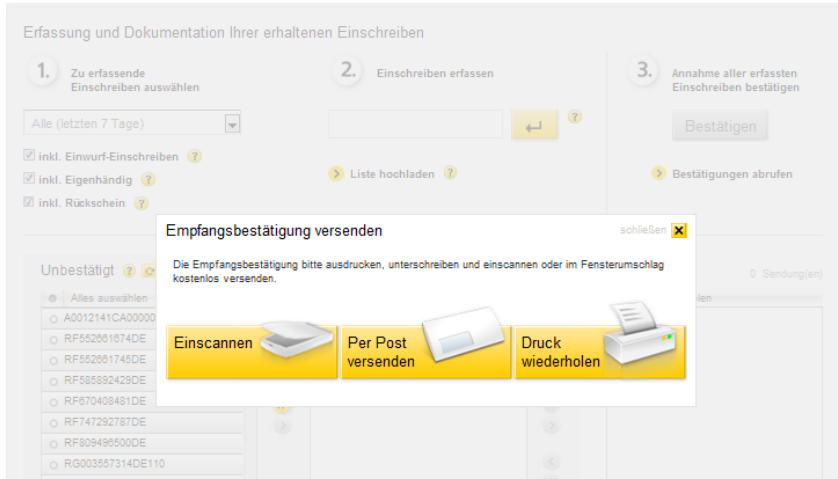 Erfassung und Dokumentation Ihrer erhaltenen Einschreiben
1. Zu erfassende
Einschreiben auswählen
2. Einschreiben erfassen
3. Annahme aller erfassten
Einschreiben bestätigen
Alle (letzten 7 Tage)
?
Bestätigen
inkl. Einwurf-Einschreiben ?
inkl. Eigenhändig ?
inkl. Rückschein ?
Liste hochladen ?
Bestätigungen abrufen
Empfangsbestätigung versenden
schließen X
Die Empfangsbestätigung bitte ausdrucken, unterschreiben und einscannen oder im Fensterumschlag
kostenlos versenden.
Einscannen
Per Post
versenden
Druck
wiederholen
Unbestätigt ?
0 Sendung(en)
Alles auswählen
A0012141CA00000
RF552661674DE
RF552661745DE
RF585892429DE
RF670408481DE
RF747292787DE
RF809496500DE
RG003557314DE110